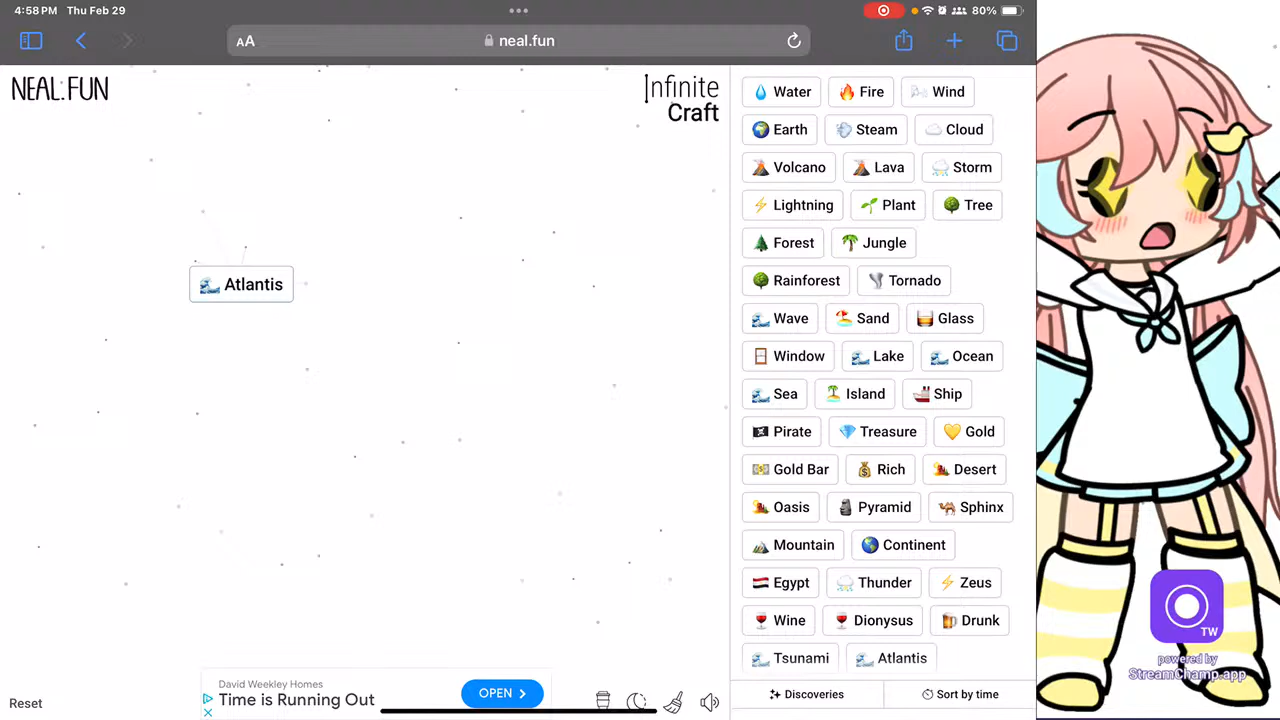 4:58 PM Thu Feb 29
80%
AA
neal.fun
NEAL.FUN
Infinite
Craft
Atlantis
Water
Fire
Wind
Earth
Steam
Cloud
Volcano
Lava
Storm
Lightning
Plant
Tree
Forest
Jungle
Rainforest
Tornado
Wave
Sand
Glass
Window
Lake
Ocean
Sea
Island
Ship
Pirate
Treasure
Gold
Gold Bar
Rich
Desert
Oasis
Pyramid
Sphinx
Mountain
Continent
Egypt
Thunder
Zeus
Wine
Dionysus
Drunk
Tsunami
Atlantis
Discoveries
Sort by time
Reset
David Weekley Homes
Time is Running Out
OPEN
TW
powered by
StreamChamp.app